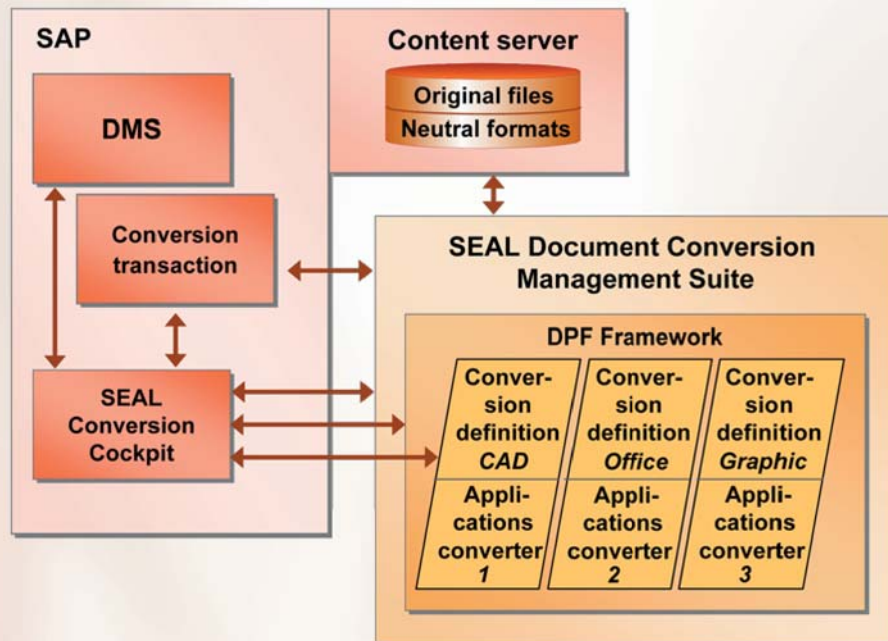 SAP
DMS
Conversion
transaction
SEAL
Conversion
Cockpit
Content server
Original files
Neutral formats
SEAL Document Conversion
Management Suite
DPF Framework
Conver-
sion
definition
CAD
Appli-
cations
converter
1
Conver-
sion
definition
Office
Appli-
cations
converter
2
Conver-
sion
definition
Graphic
Appli-
cations
converter
3